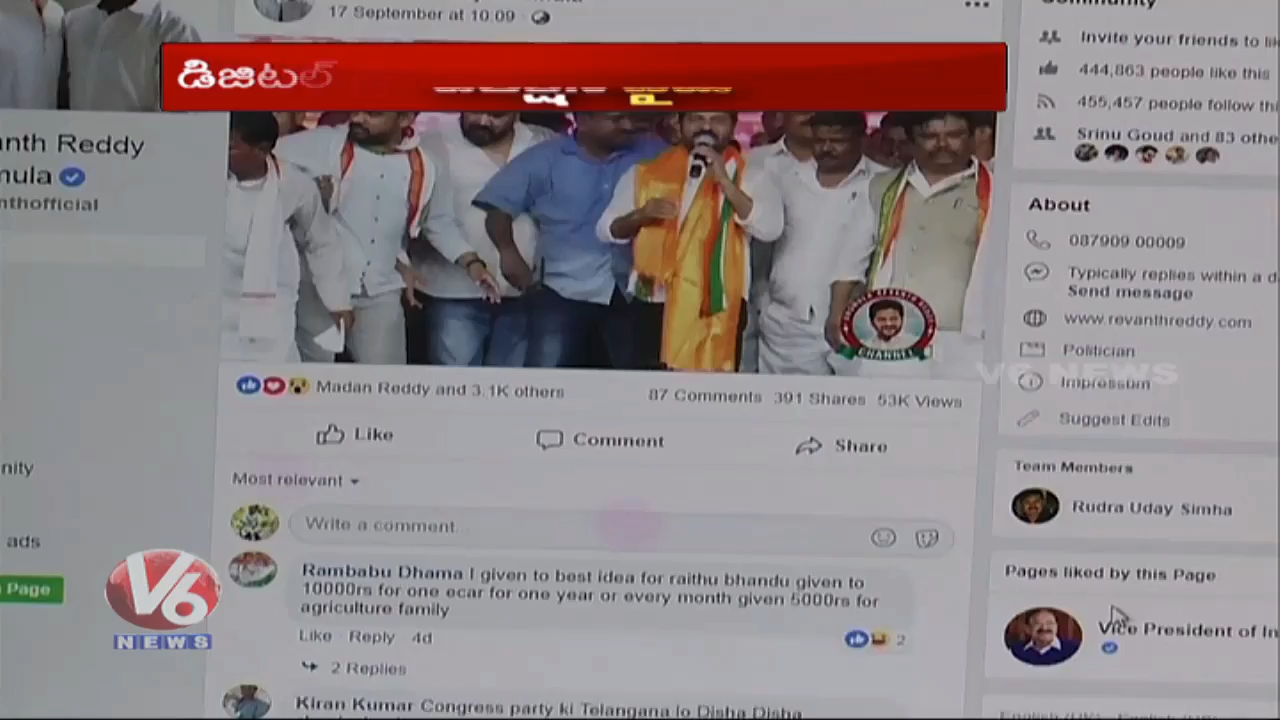 17 September at 10:09
డిజిటల్
Community
Invite your friends to
444,863 people like this
455,457 people follow
Srinu Goud and 83
anth Reddy
mula
nthofficial
About
087909 00009
Typically replies within a
Send message
www.revanthreddy.com
Politician
Impressum
Suggest Edits
CHANNEL
V6 NEWS
Madan Reddy and 3.1K others
87 Comments 391 Shares 53K Views
Like Comment Share
Most relevant
Write a comment...
Team Members
Rudra Uday Simha
nity
ads
Page
Rambabu Dhama I given to best idea for raithu bhandu given to
10000rs for one ecar for one year or every month given 5000rs for
agriculture family
Like Reply 4d
2
2 Replies
Pages liked by this Page
Vice President of In
V6
NEWS
Kiran Kumar Congress party ki Telangana lo Disha Disha